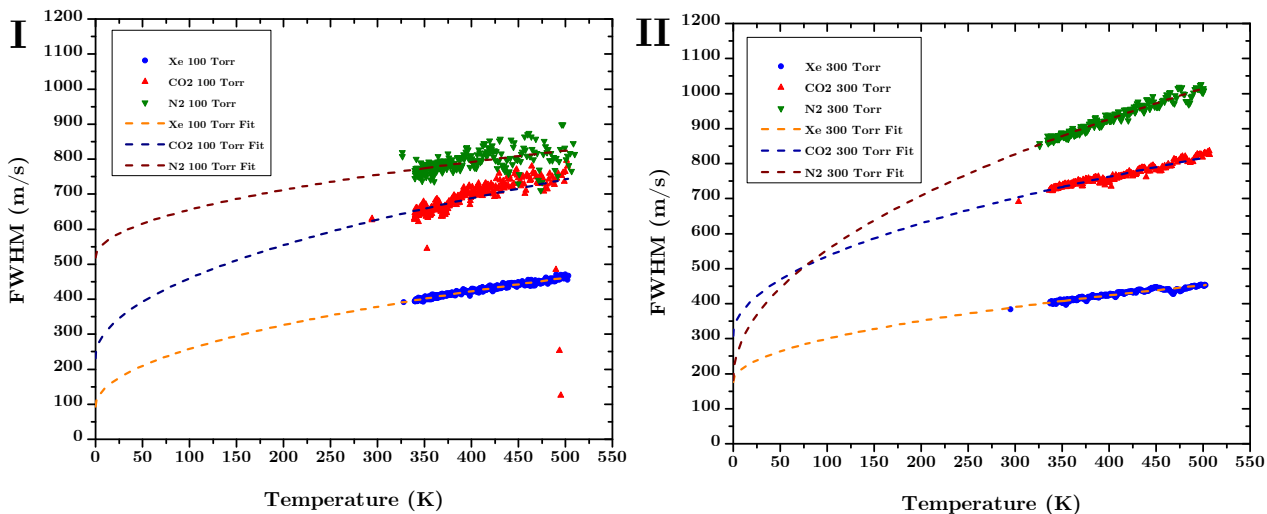 I
FWHM (m/s)
1200
1100
1000
900
800
700
600
500
400
300
200
100
0
Xe 100 Torr
CO2 100 Torr
N2 100 Torr
Xe 100 Torr Fit
CO2 100 Torr Fit
N2 100 Torr Fit
0 50 100 150 200 250 300 350 400 450 500 550
Temperature (K)
II
FWHM (m/s)
1200
1100
1000
900
800
700
600
500
400
300
200
100
0
Xe 300 Torr
CO2 300 Torr
N2 300 Torr
Xe 300 Torr Fit
CO2 300 Torr Fit
N2 300 Torr Fit
0 50 100 150 200 250 300 350 400 450 500 550
Temperature (K)